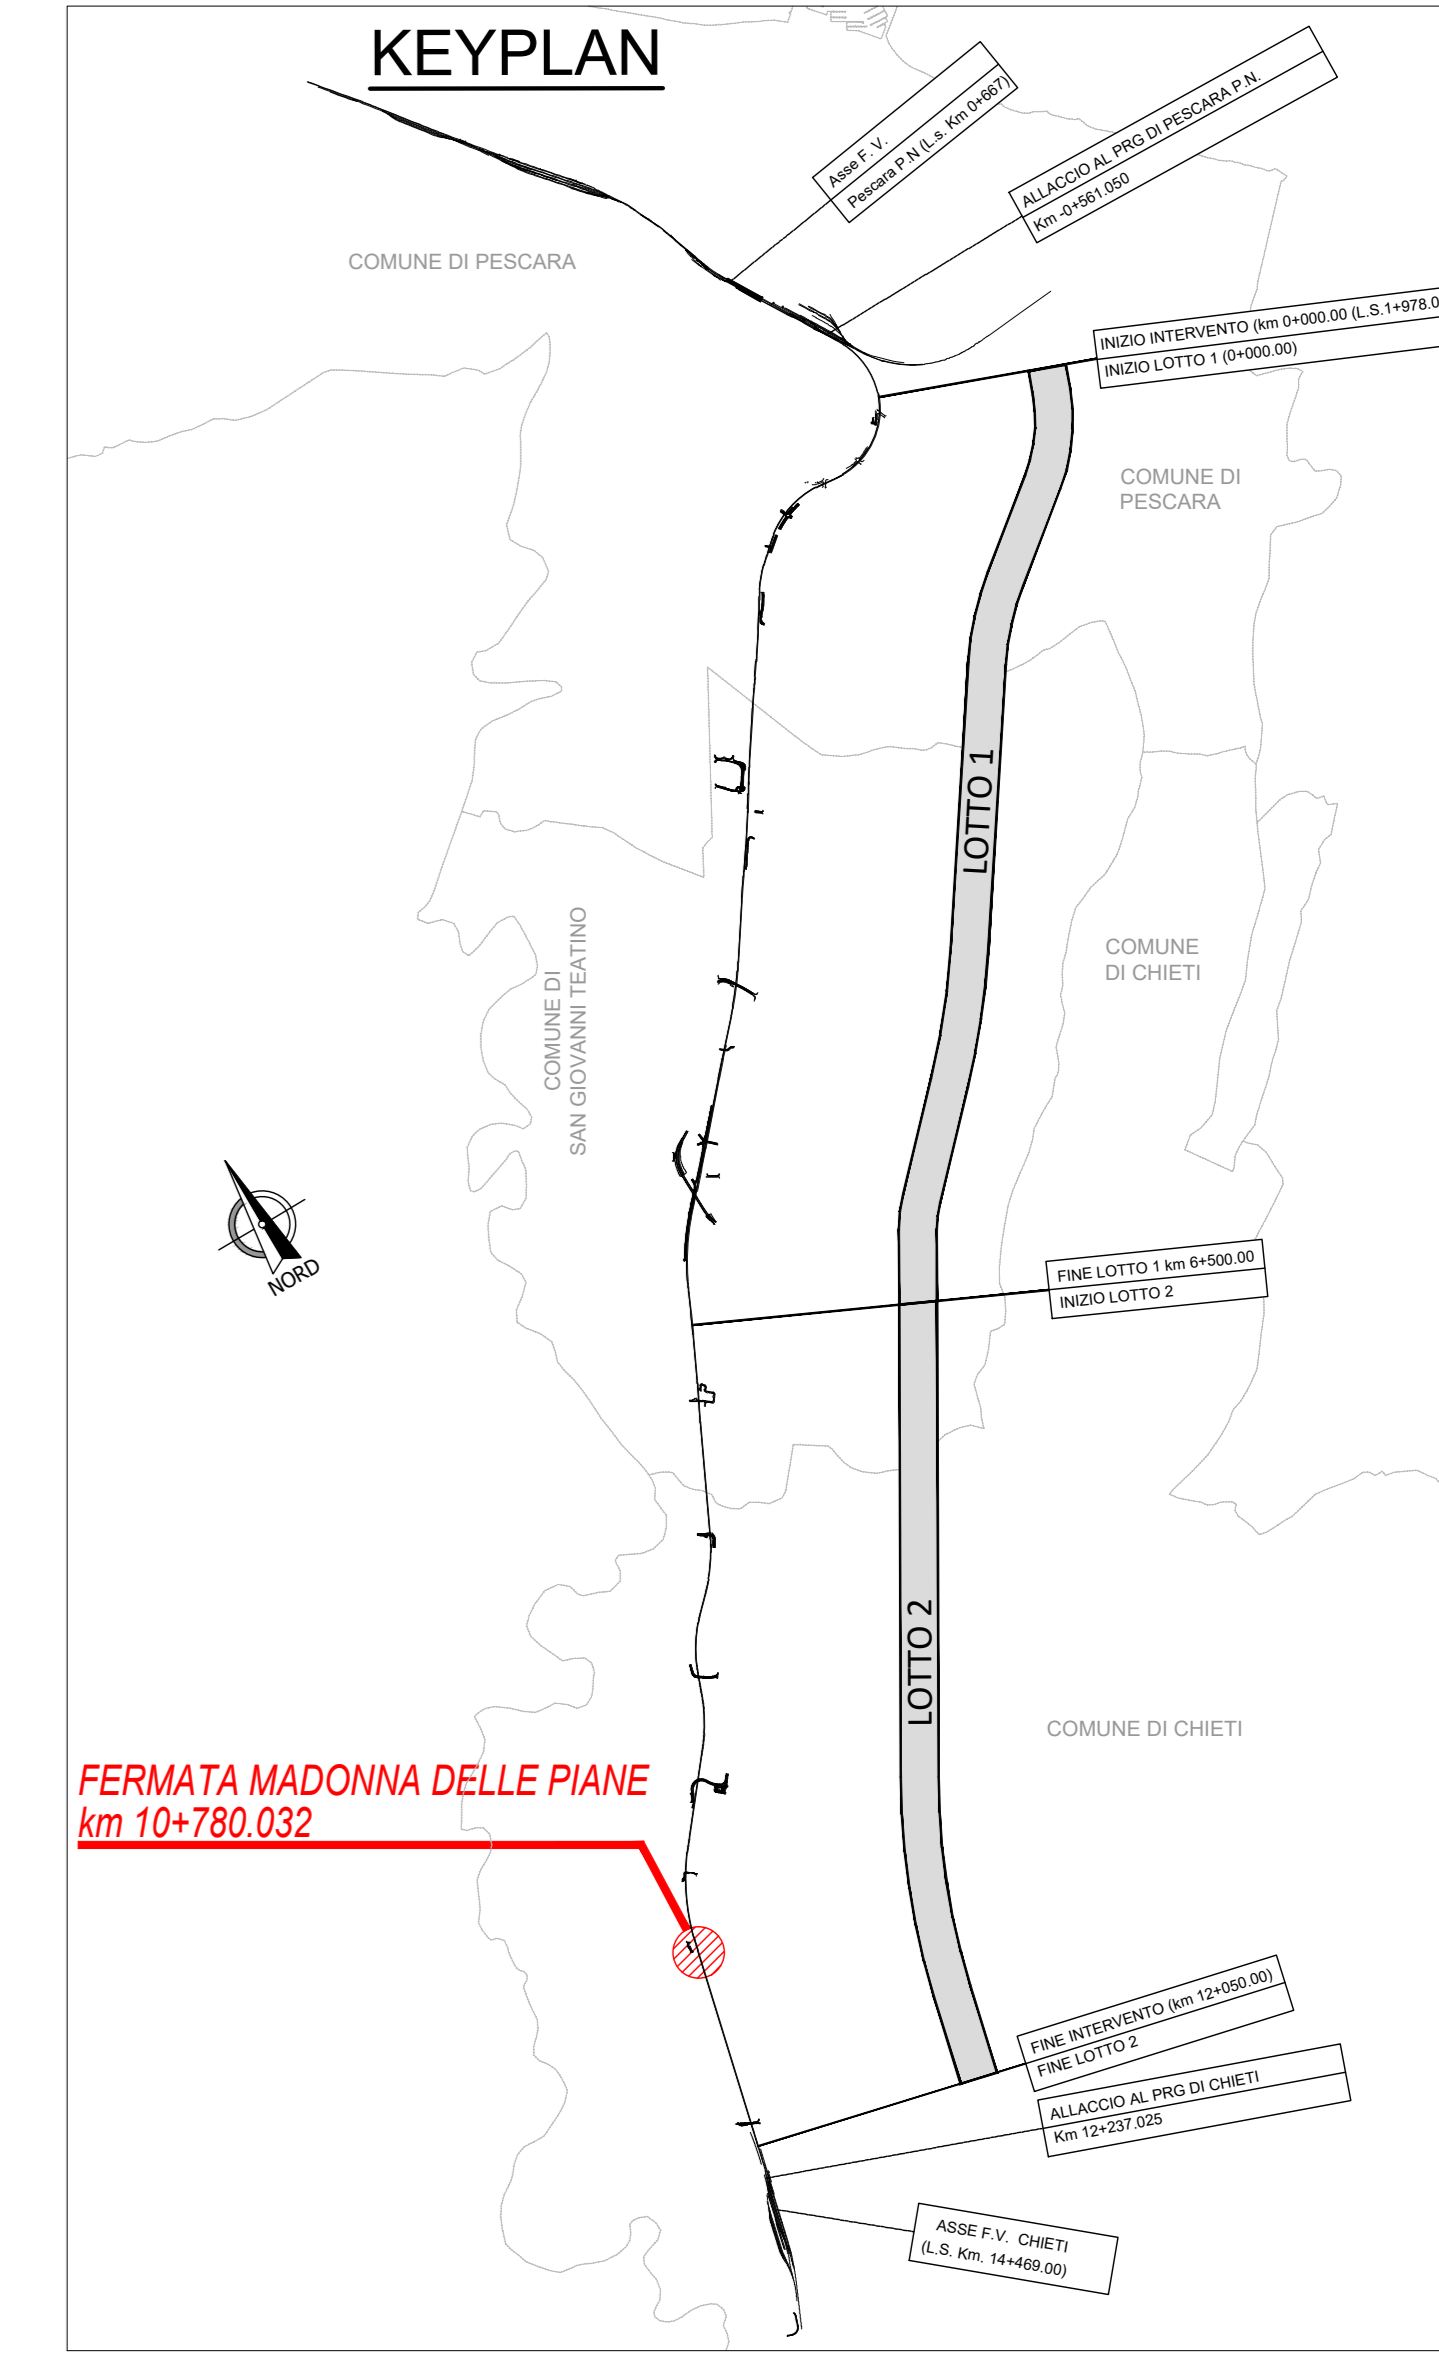 KEYPLAN
Asse F. V.
Pescara P.N (L.s. Km 0+667)
ALLACCIO AL PRG DI PESCARA P.N.
Km -0+561.050
COMUNE DI PESCARA
INIZIO INTERVENTO (km 0+000.00 (L.S.1+978.0
INIZIO LOTTO 1 (0+000.00)
COMUNE DI
PESCARA
LOTTO 1
COMUNE DI
SAN GIOVANNI TEATINO
COMUNE
DI CHIETI
NORD
FINE LOTTO 1 km 6+500.00
INIZIO LOTTO 2
LOTTO 2
COMUNE DI CHIETI
FERMATA MADONNA DELLE PIANE
km 10+780.032
FINE INTERVENTO (km 12+050.00)
FINE LOTTO 2
ALLACCIO AL PRG DI CHIETI
Km 12+237.025
ASSE F.V. CHIETI
(L.S. Km. 14+469.00)